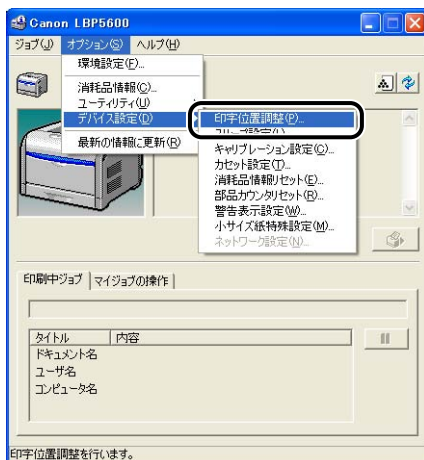 Canon LBP5600
ジョブ(J) オプション(S) ヘルプ(H)
環境設定(F)...
消耗品情報(C)...
ユーティリティ(U)
デバイス設定(D)
最新の情報に更新(R)
印字位置調整(P)...
キャリブレーション設定(C)...
カセット設定(T)...
消耗品情報リセット(E)...
部品カウンタリセット(R)...
警告表示設定(W)...
小サイズ紙特殊設定(M)...
ネットワーク設定(N)...
印刷中ジョブ マイジョブの操作
タイトル 内容
ドキュメント名
ユーザ名
コンピュータ名
印字位置調整を行います。